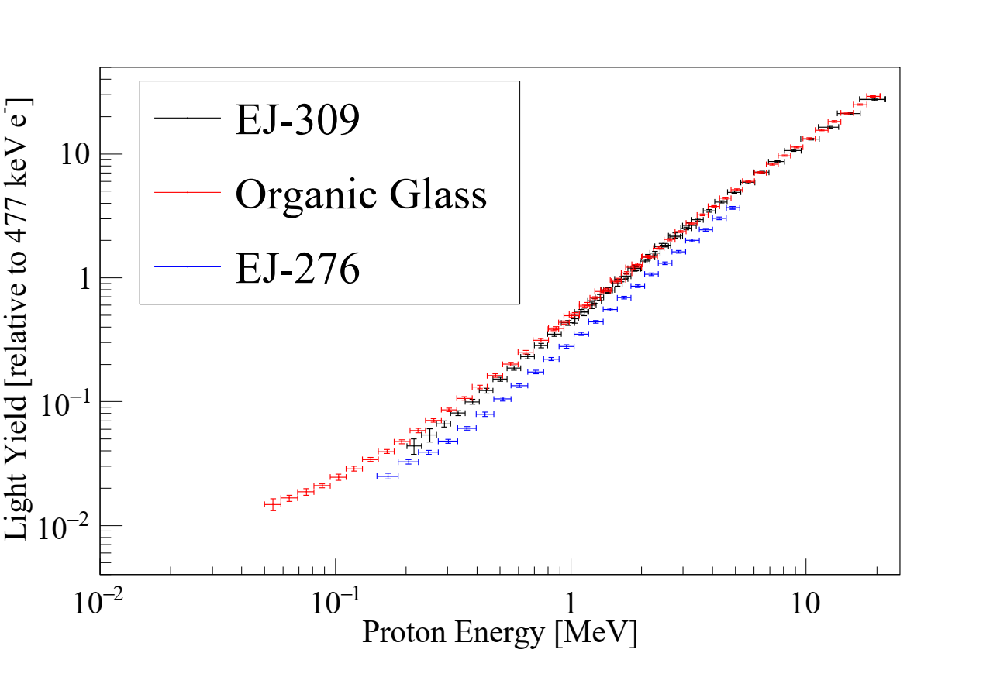 EJ-309
Organic Glass
EJ-276
Light Yield [relative to 477 keV e⁻]
10
1
10⁻¹
10⁻²
10⁻² 10⁻¹ 1 10
Proton Energy [MeV]